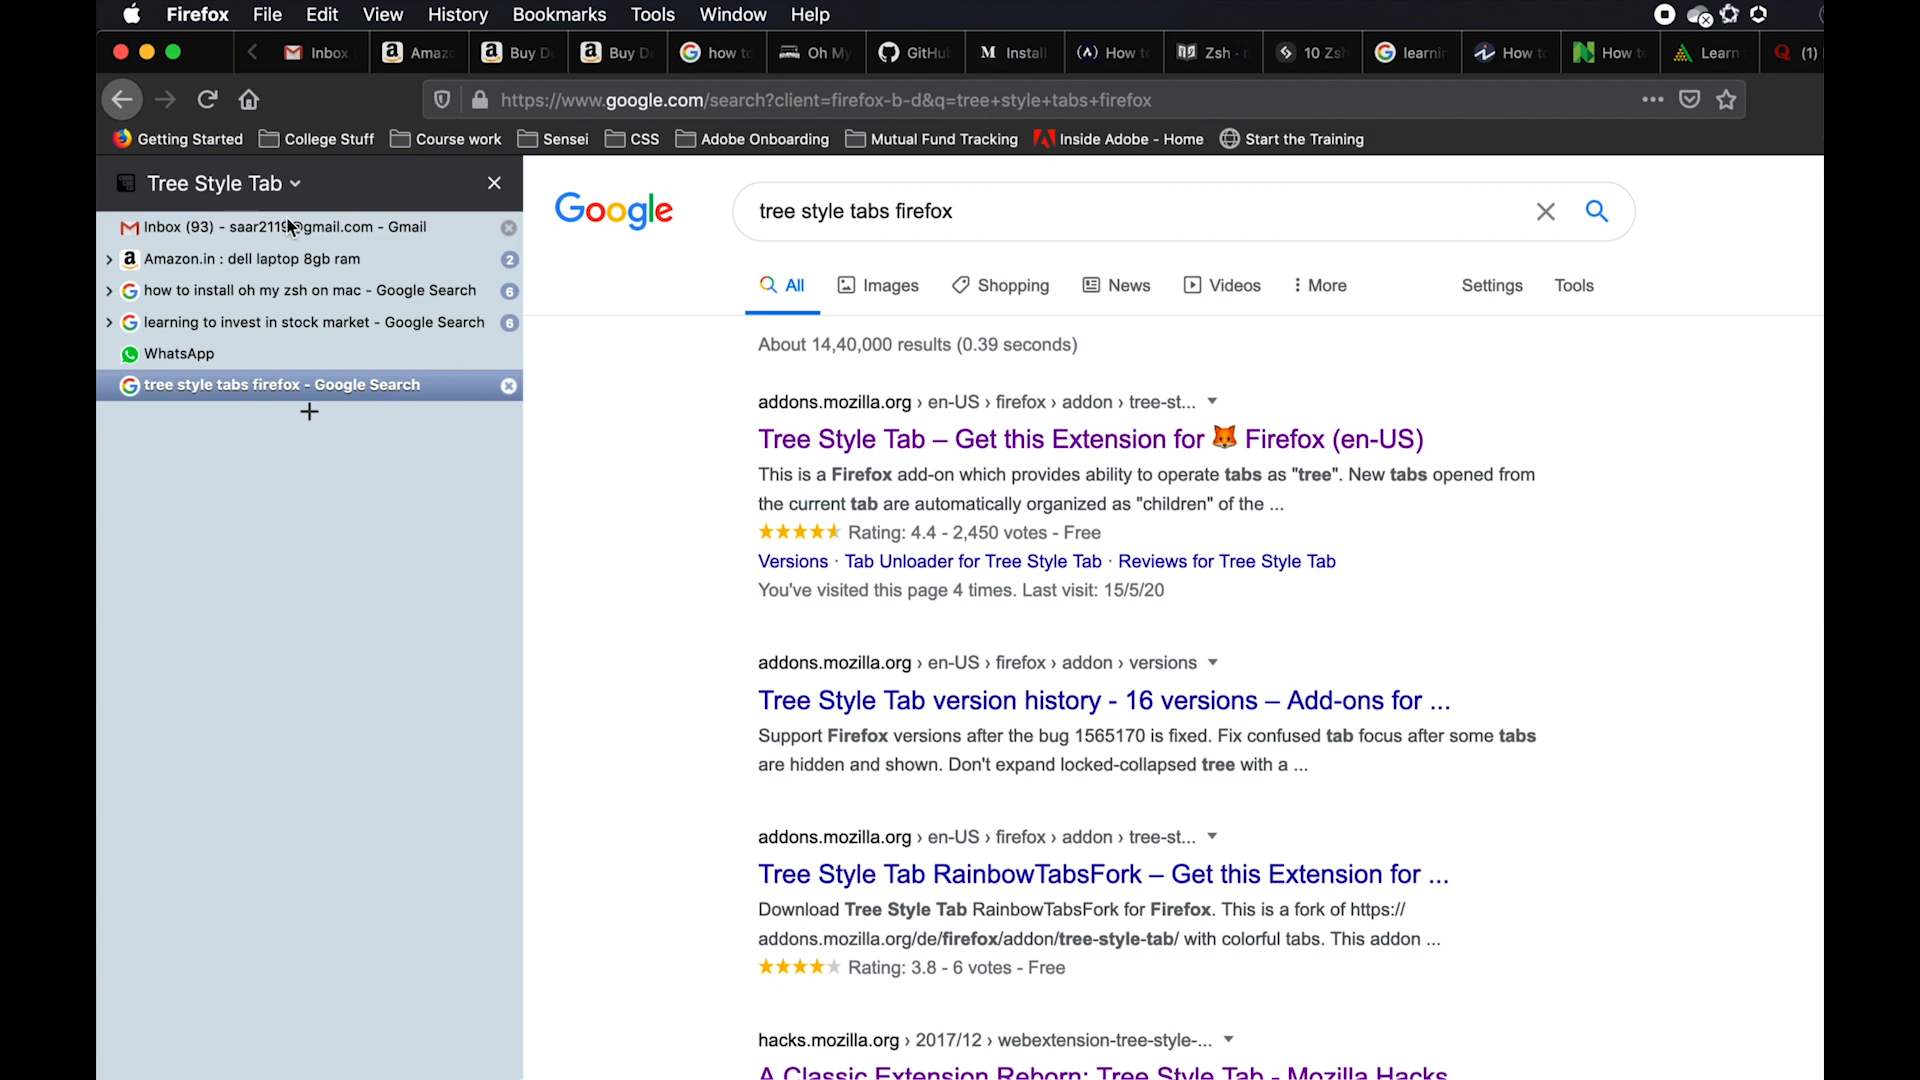 Firefox File Edit View History Bookmarks Tools Window Help
Inbox Amaz Buy D Buy D how to Oh My GitHu Install How to Zsh - 10 Zsh learnin How to How to Learn (1)
https://www.google.com/search?client=firefox-b-d&q=tree+style+tabs+firefox
Getting Started College Stuff Course work Sensei CSS Adobe Onboarding Mutual Fund Tracking Inside Adobe - Home Start the Training
Tree Style Tab
Inbox (93) - saar2119@gmail.com - Gmail
Amazon.in : dell laptop 8gb ram 2
how to install oh my zsh on mac - Google Search 6
learning to invest in stock market - Google Search 6
WhatsApp
tree style tabs firefox - Google Search
Google
tree style tabs firefox
All Images Shopping News Videos More Settings Tools
About 14,40,000 results (0.39 seconds)
addons.mozilla.org › en-US › firefox › addon › tree-st...
Tree Style Tab – Get this Extension for 🦊 Firefox (en-US)
This is a Firefox add-on which provides ability to operate tabs as "tree". New tabs opened from
the current tab are automatically organized as "children" of the ...
Rating: 4.4 - 2,450 votes - Free
Versions · Tab Unloader for Tree Style Tab · Reviews for Tree Style Tab
You've visited this page 4 times. Last visit: 15/5/20
addons.mozilla.org › en-US › firefox › addon › versions
Tree Style Tab version history - 16 versions – Add-ons for ...
Support Firefox versions after the bug 1565170 is fixed. Fix confused tab focus after some tabs
are hidden and shown. Don't expand locked-collapsed tree with a ...
addons.mozilla.org › en-US › firefox › addon › tree-st...
Tree Style Tab RainbowTabsFork – Get this Extension for ...
Download Tree Style Tab RainbowTabsFork for Firefox. This is a fork of https://
addons.mozilla.org/de/firefox/addon/tree-style-tab/ with colorful tabs. This addon ...
Rating: 3.8 - 6 votes - Free
hacks.mozilla.org › 2017/12 › webextension-tree-style-...
A Classic Extension Reborn: Tree Style Tab - Mozilla Hacks